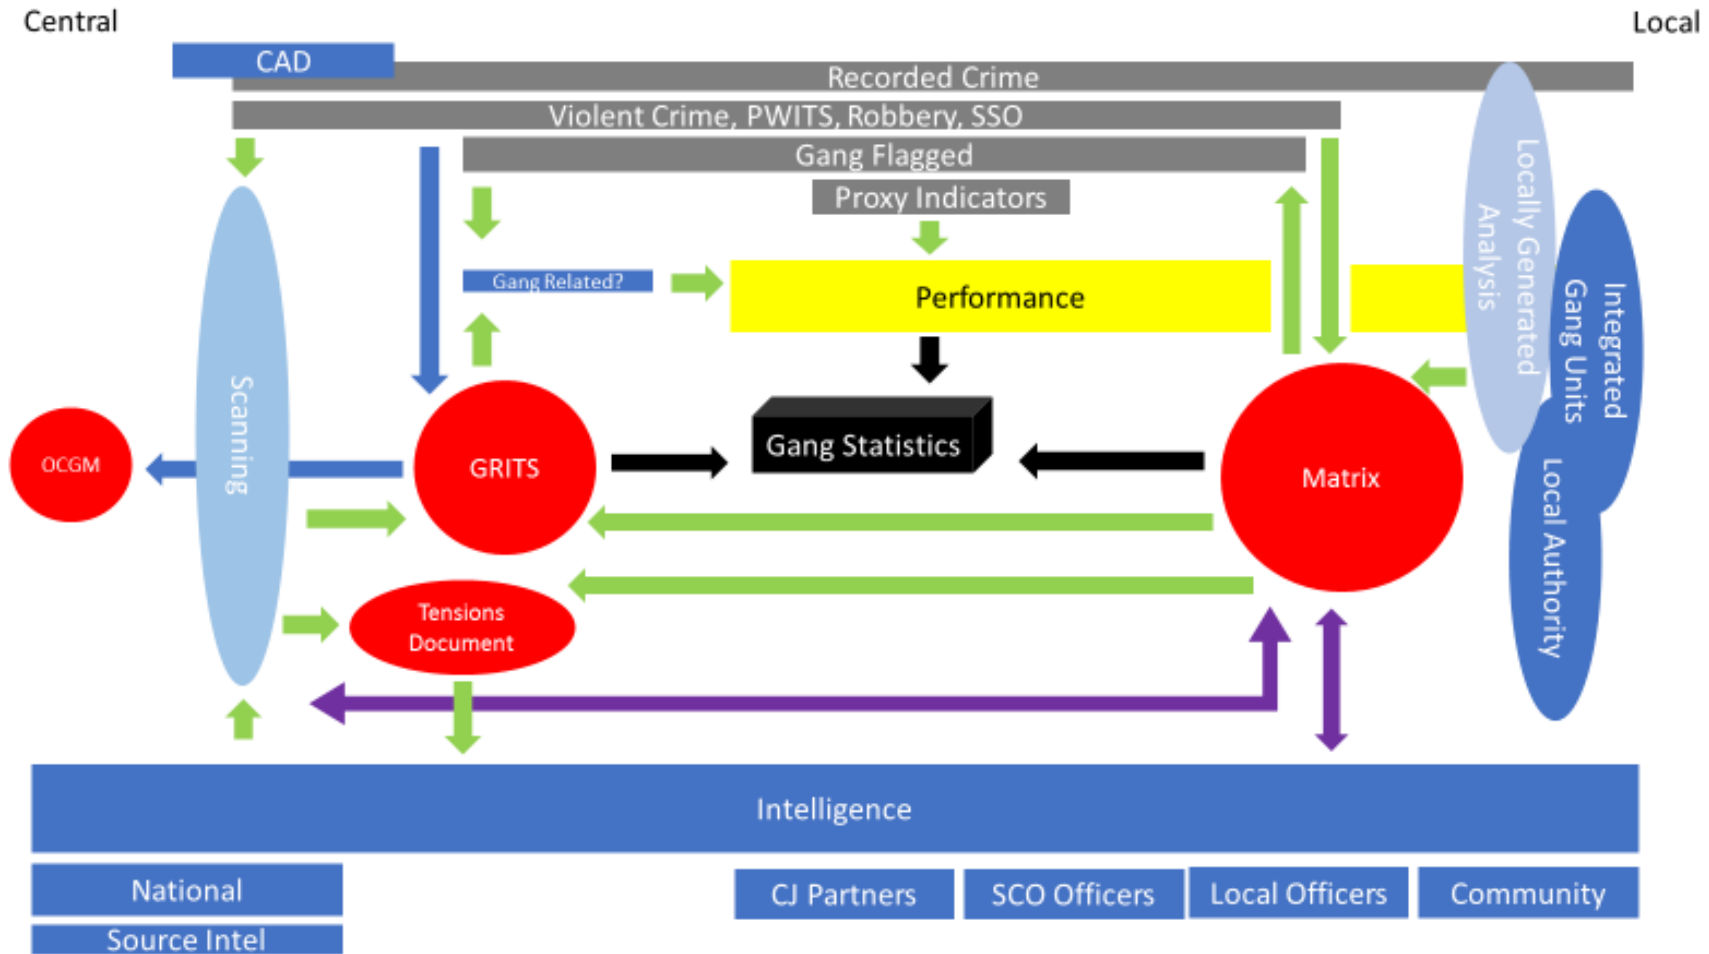 Central
Local
CAD
Recorded Crime
Violent Crime, PWITS, Robbery, SSO
Gang Flagged
Proxy Indicators
Gang Related?
Performance
Locally Generated
Analysis
Integrated
Gang Units
Local Authority
Scanning
OCGM
GRITS
Gang Statistics
Matrix
Tensions
Document
Intelligence
National
Source Intel
CJ Partners
SCO Officers
Local Officers
Community